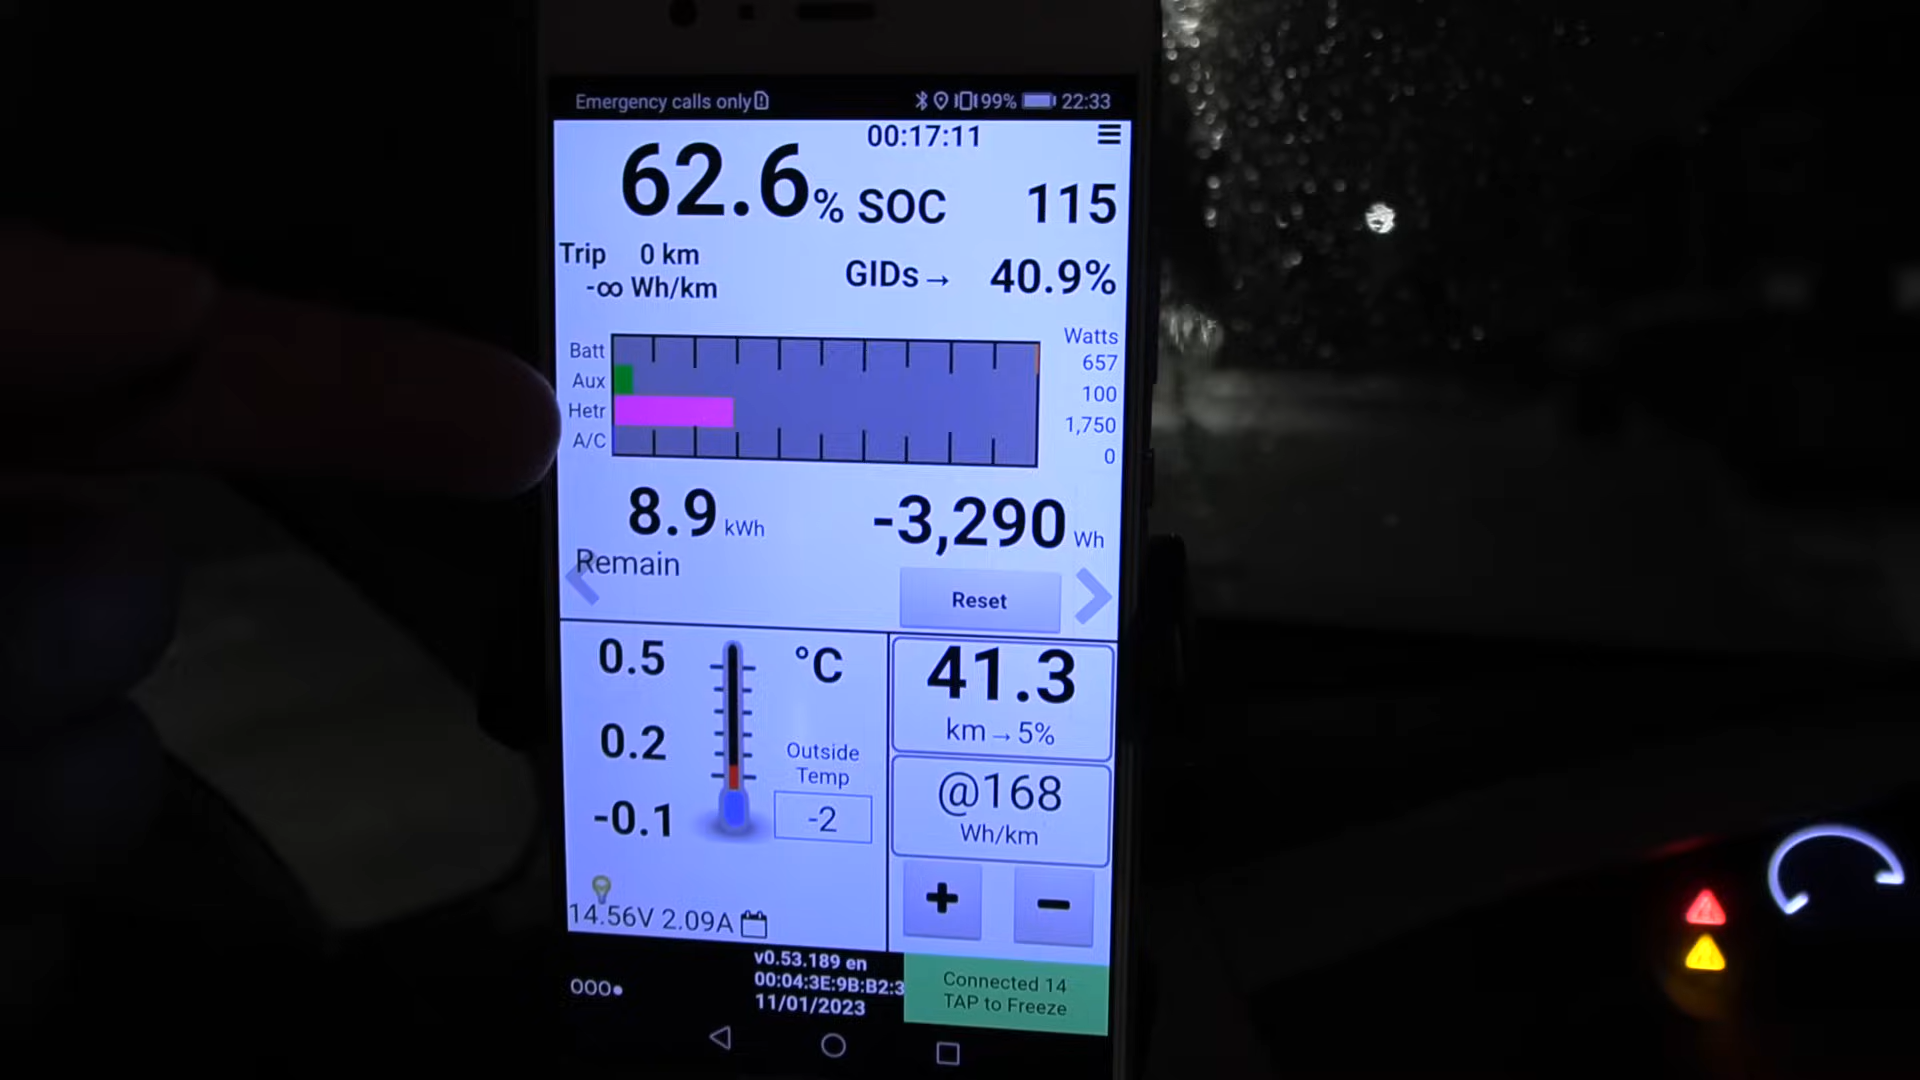 Emergency calls only 99% 22:33
00:17:11
62.6% SOC 115
Trip 0 km
-∞ Wh/km
GIDs→ 40.9%
Watts
Batt 657
Aux 100
Hetr 1,750
A/C 0
8.9 kWh -3,290 Wh
Remain
Reset
0.5 °C
0.2
Outside
Temp
-0.1 -2
41.3
km→5%
@168
Wh/km
+ −
14.56V 2.09A
v0.53.189 en
00:04:3E:9B:B2:3
11/01/2023
Connected 14
TAP to Freeze